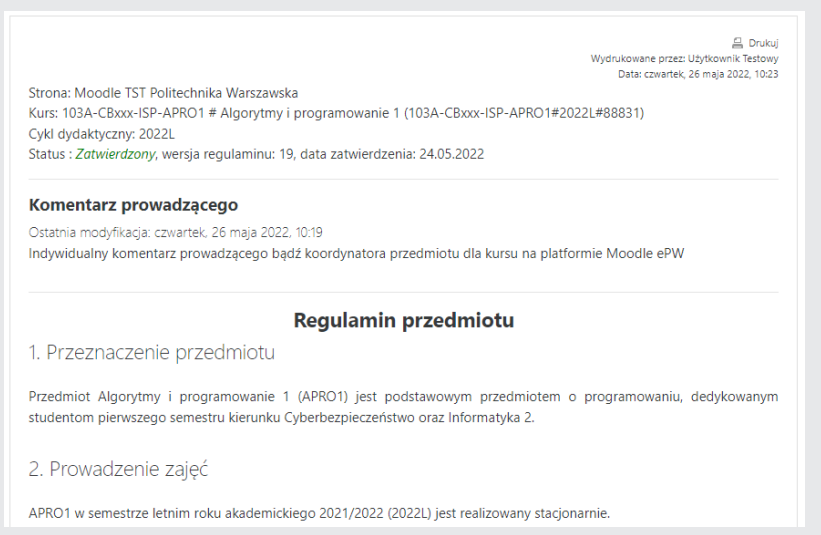 Drukuj
Wydrukowane przez: Użytkownik Testowy
Data: czwartek, 26 maja 2022, 10:23
Strona: Moodle TST Politechnika Warszawska
Kurs: 103A-CBxxx-ISP-APRO1 # Algorytmy i programowanie 1 (103A-CBxxx-ISP-APRO1#2022L#88831)
Cykl dydaktyczny: 2022L
Status : Zatwierdzony, wersja regulaminu: 19, data zatwierdzenia: 24.05.2022
Komentarz prowadzącego
Ostatnia modyfikacja: czwartek, 26 maja 2022, 10:19
Indywidualny komentarz prowadzącego bądź koordynatora przedmiotu dla kursu na platformie Moodle ePW
Regulamin przedmiotu
1. Przeznaczenie przedmiotu
Przedmiot Algorytmy i programowanie 1 (APRO1) jest podstawowym przedmiotem o programowaniu, dedykowanym
studentom pierwszego semestru kierunku Cyberbezpieczeństwo oraz Informatyka 2.
2. Prowadzenie zajęć
APRO1 w semestrze letnim roku akademickiego 2021/2022 (2022L) jest realizowany stacjonarnie.